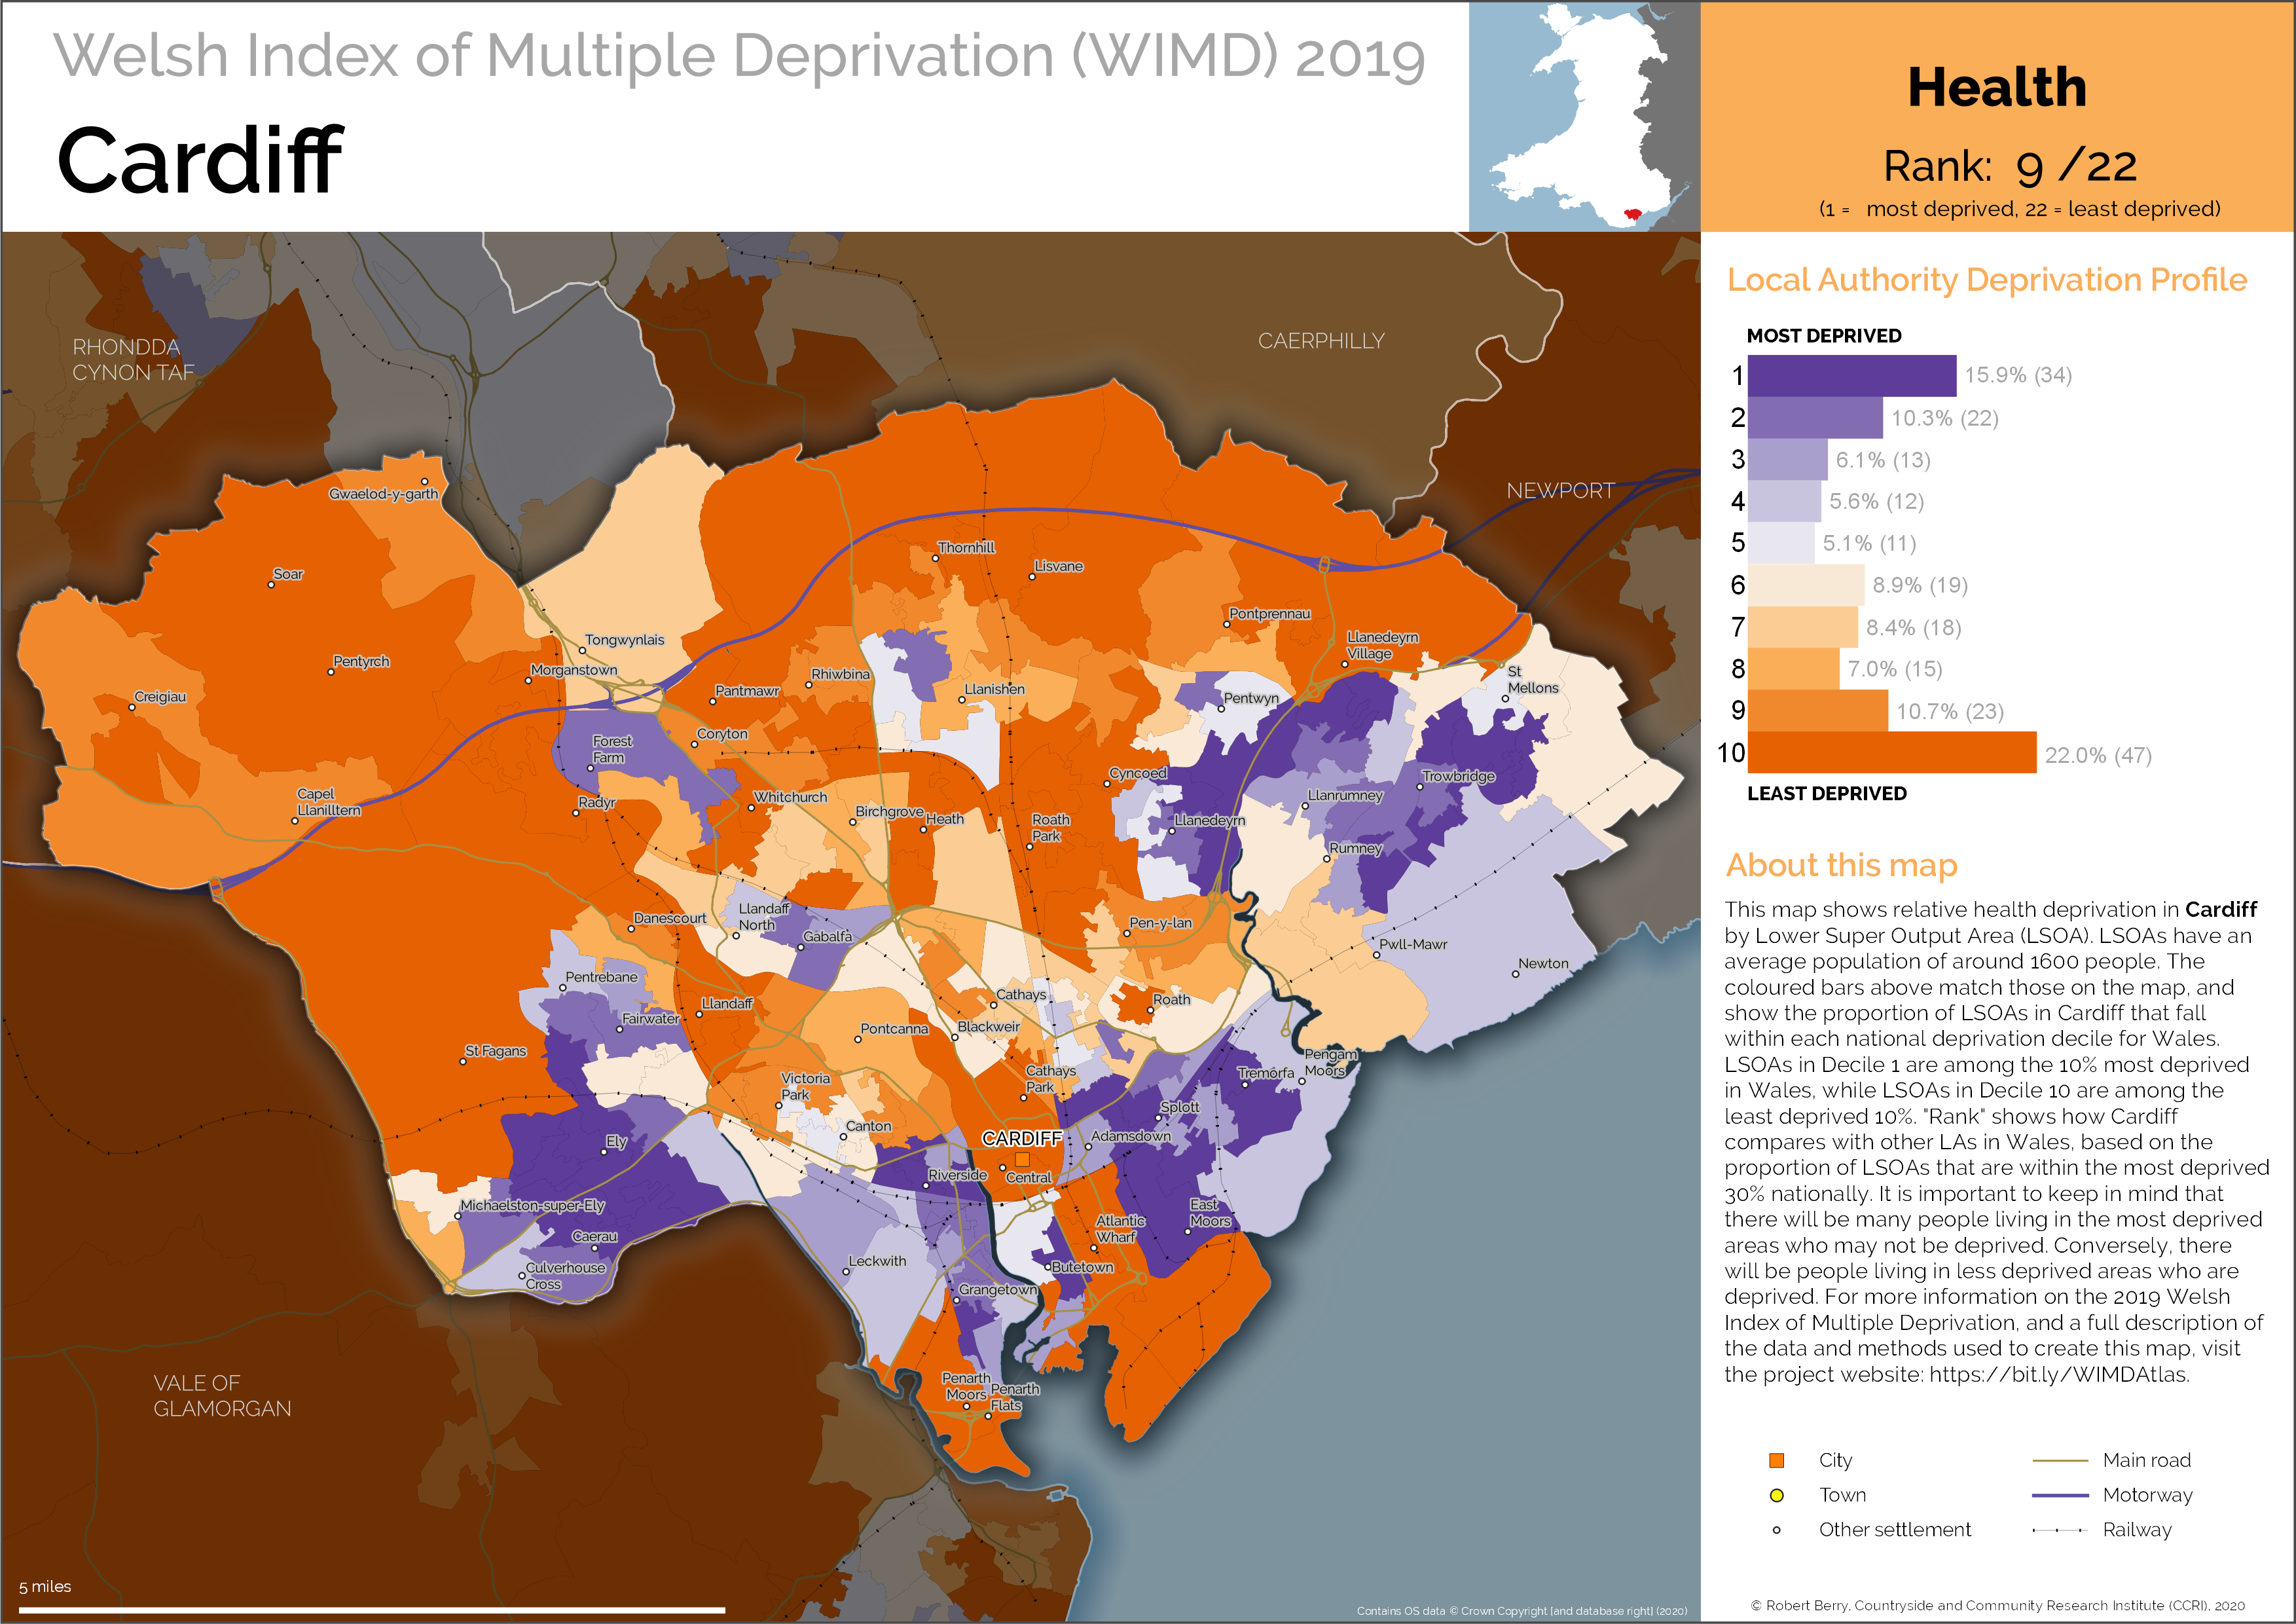 Welsh Index of Multiple Deprivation (WIMD) 2019
Cardiff
Health
Rank: 9 /22
(1 = most deprived, 22 = least deprived)
RHONDDA
CYNON TAF
CAERPHILLY
NEWPORT
VALE OF
GLAMORGAN
Gwaelod-y-garth
Soar
Thornhill
Lisvane
Pontprennau
Tongwynlais
Llanedeyrn
Village
Pentyrch
Morganstown
Rhiwbina
St
Mellons
Creigiau
Pantmawr
Llanishen
Pentwyn
Forest
Farm
Coryton
Cyncoed
Trowbridge
Capel
Llanilltern
Radyr
Whitchurch
Birchgrove
Heath
Roath
Park
Llanrumney
Llanedeyrn
Rumney
Danescourt
Llandaff
North
Gabalfa
Pen-y-lan
Pwll-Mawr
Newton
Pentrebane
Llandaff
Cathays
Roath
Fairwater
Pontcanna
Blackweir
St Fagans
Victoria
Park
Cathays
Park
Pengam
Moors
Tremorfa
Splott
Canton
CARDIFF
Adamsdown
Ely
Riverside
Central
Michaelston-super-Ely
East
Moors
Atlantic
Wharf
Caerau
Culverhouse
Cross
Leckwith
Butetown
Grangetown
Penarth
Moors
Penarth
Flats
5 miles
Contains OS data © Crown Copyright [and database right] (2020)
Local Authority Deprivation Profile
MOST DEPRIVED
1 15.9% (34)
2 10.3% (22)
3 6.1% (13)
4 5.6% (12)
5 5.1% (11)
6 8.9% (19)
7 8.4% (18)
8 7.0% (15)
9 10.7% (23)
10 22.0% (47)
LEAST DEPRIVED
About this map
This map shows relative health deprivation in Cardiff
by Lower Super Output Area (LSOA). LSOAs have an
average population of around 1600 people. The
coloured bars above match those on the map, and
show the proportion of LSOAs in Cardiff that fall
within each national deprivation decile for Wales.
LSOAs in Decile 1 are among the 10% most deprived
in Wales, while LSOAs in Decile 10 are among the
least deprived 10%. "Rank" shows how Cardiff
compares with other LAs in Wales, based on the
proportion of LSOAs that are within the most deprived
30% nationally. It is important to keep in mind that
there will be many people living in the most deprived
areas who may not be deprived. Conversely, there
will be people living in less deprived areas who are
deprived. For more information on the 2019 Welsh
Index of Multiple Deprivation, and a full description of
the data and methods used to create this map, visit
the project website: https://bit.ly/WIMDAtlas.
City
Main road
Town
Motorway
Other settlement
Railway
© Robert Berry, Countryside and Community Research Institute (CCRI), 2020